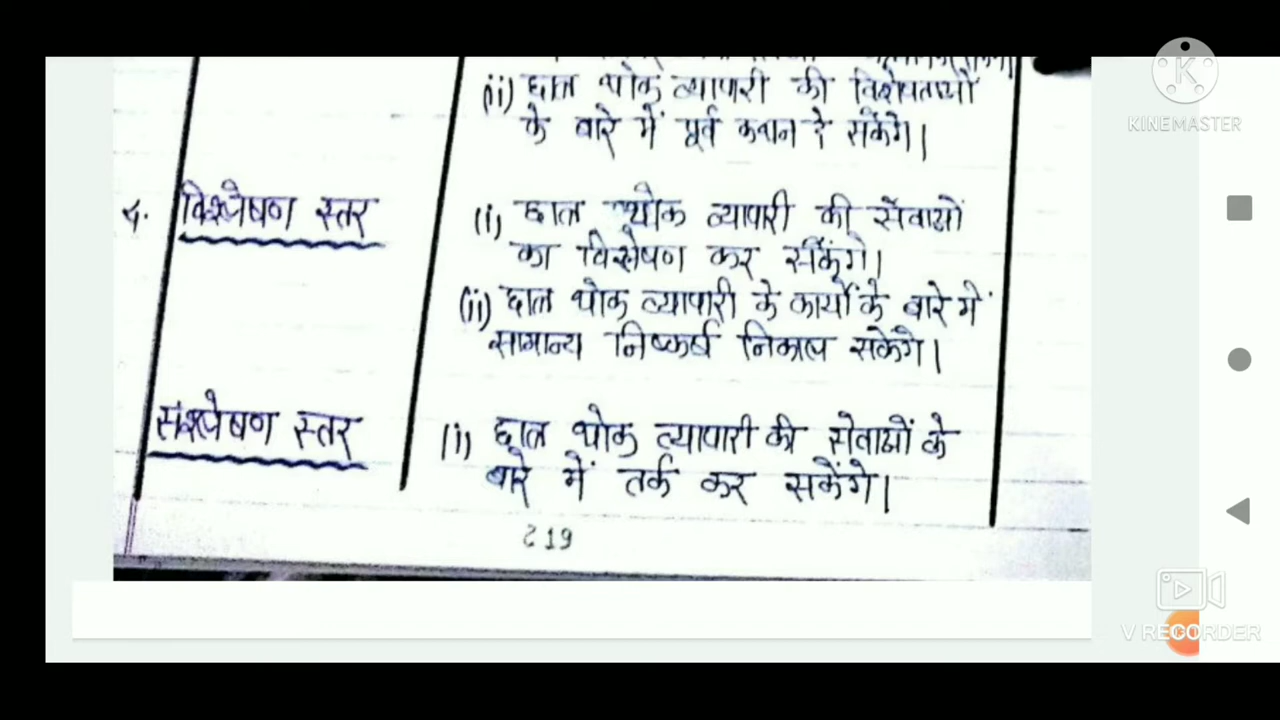 (ii) छात्र थोक व्यापारी की विशेषताओं
के बारे में पूर्व कथन दे सकेंगे।
४. विश्लेषण स्तर
(i) छात्र थोक व्यापारी की सेवाओं
का विश्लेषण कर सकेंगे।
(ii) छात्र थोक व्यापारी के कार्यों के बारे में
सामान्य निष्कर्ष निकाल सकेंगे।
संश्लेषण स्तर
(i) छात्र थोक व्यापारी की सेवाओं के
बारे में तर्क कर सकेंगे।
219
K
KINEMASTER
V RECORDER